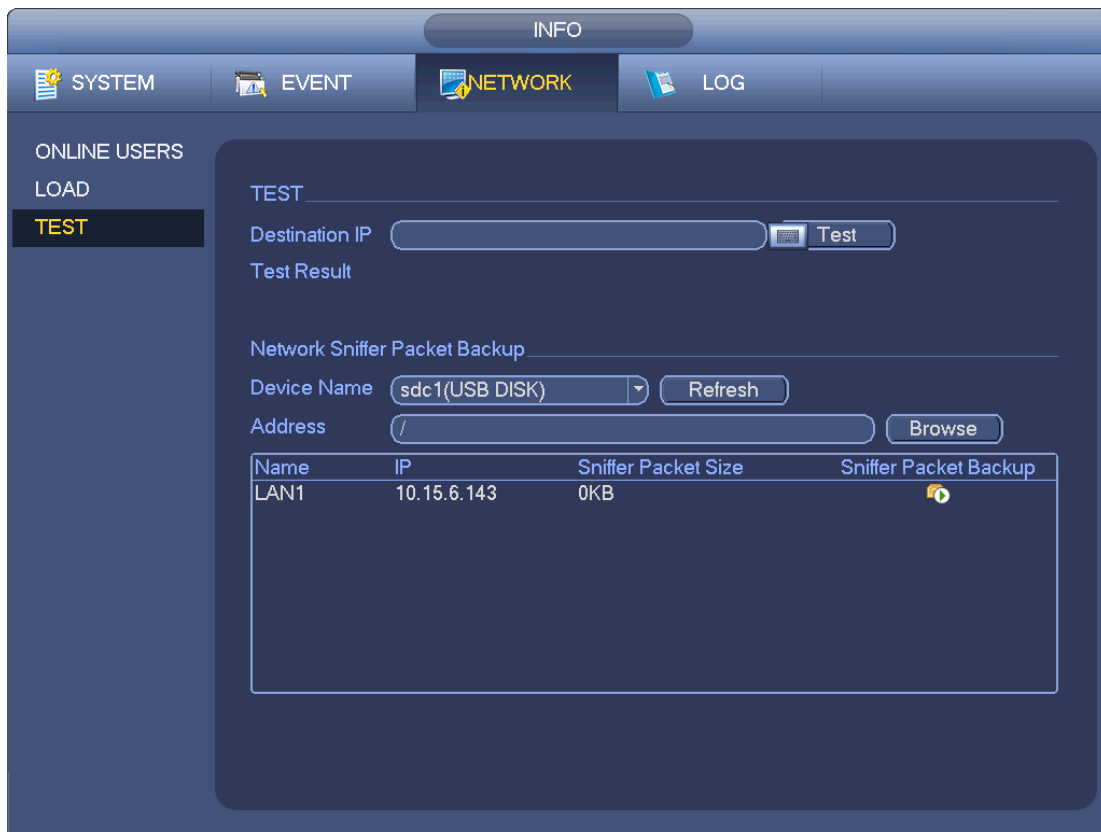 INFO
SYSTEM EVENT NETWORK LOG
ONLINE USERS
LOAD
TEST
TEST
Destination IP Test
Test Result
Network Sniffer Packet Backup
Device Name sdc1(USB DISK) Refresh
Address / Browse
Name IP Sniffer Packet Size Sniffer Packet Backup
LAN1 10.15.6.143 0KB